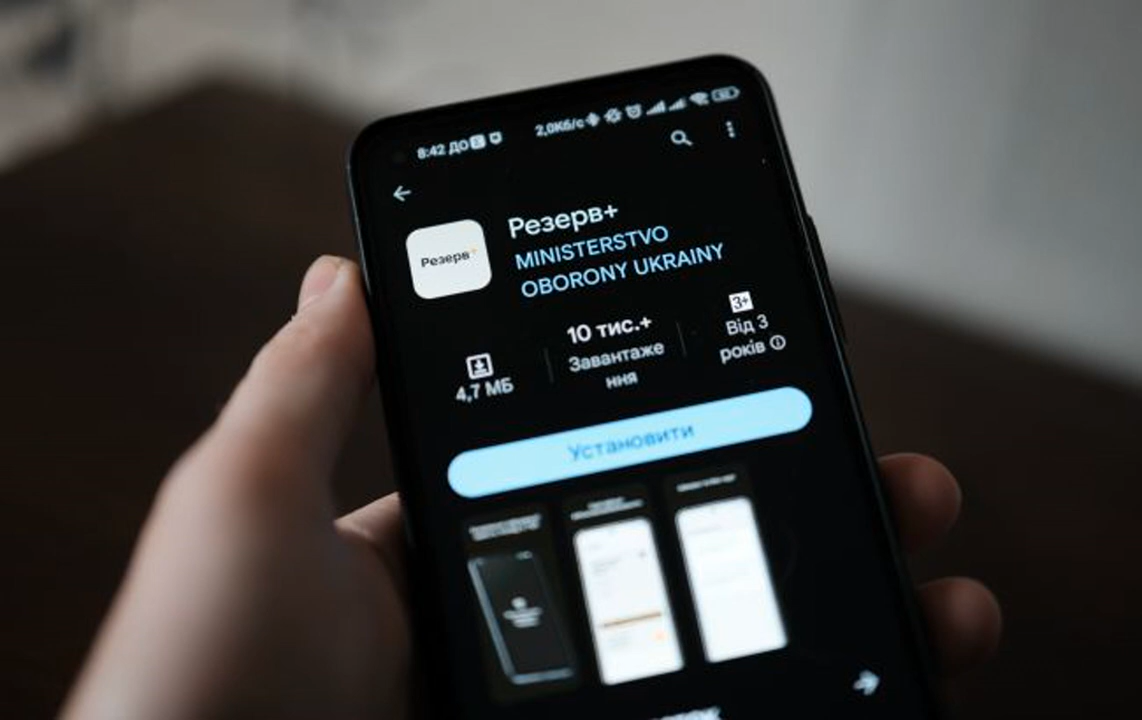 8:42 ДО
2,0Кб/с
Резерв+
Резерв+
MINISTERSTVO
OBORONY UKRAINY
4,7 МБ
10 тис.+
Завантаже
ння
3+
Від 3
років
Установити